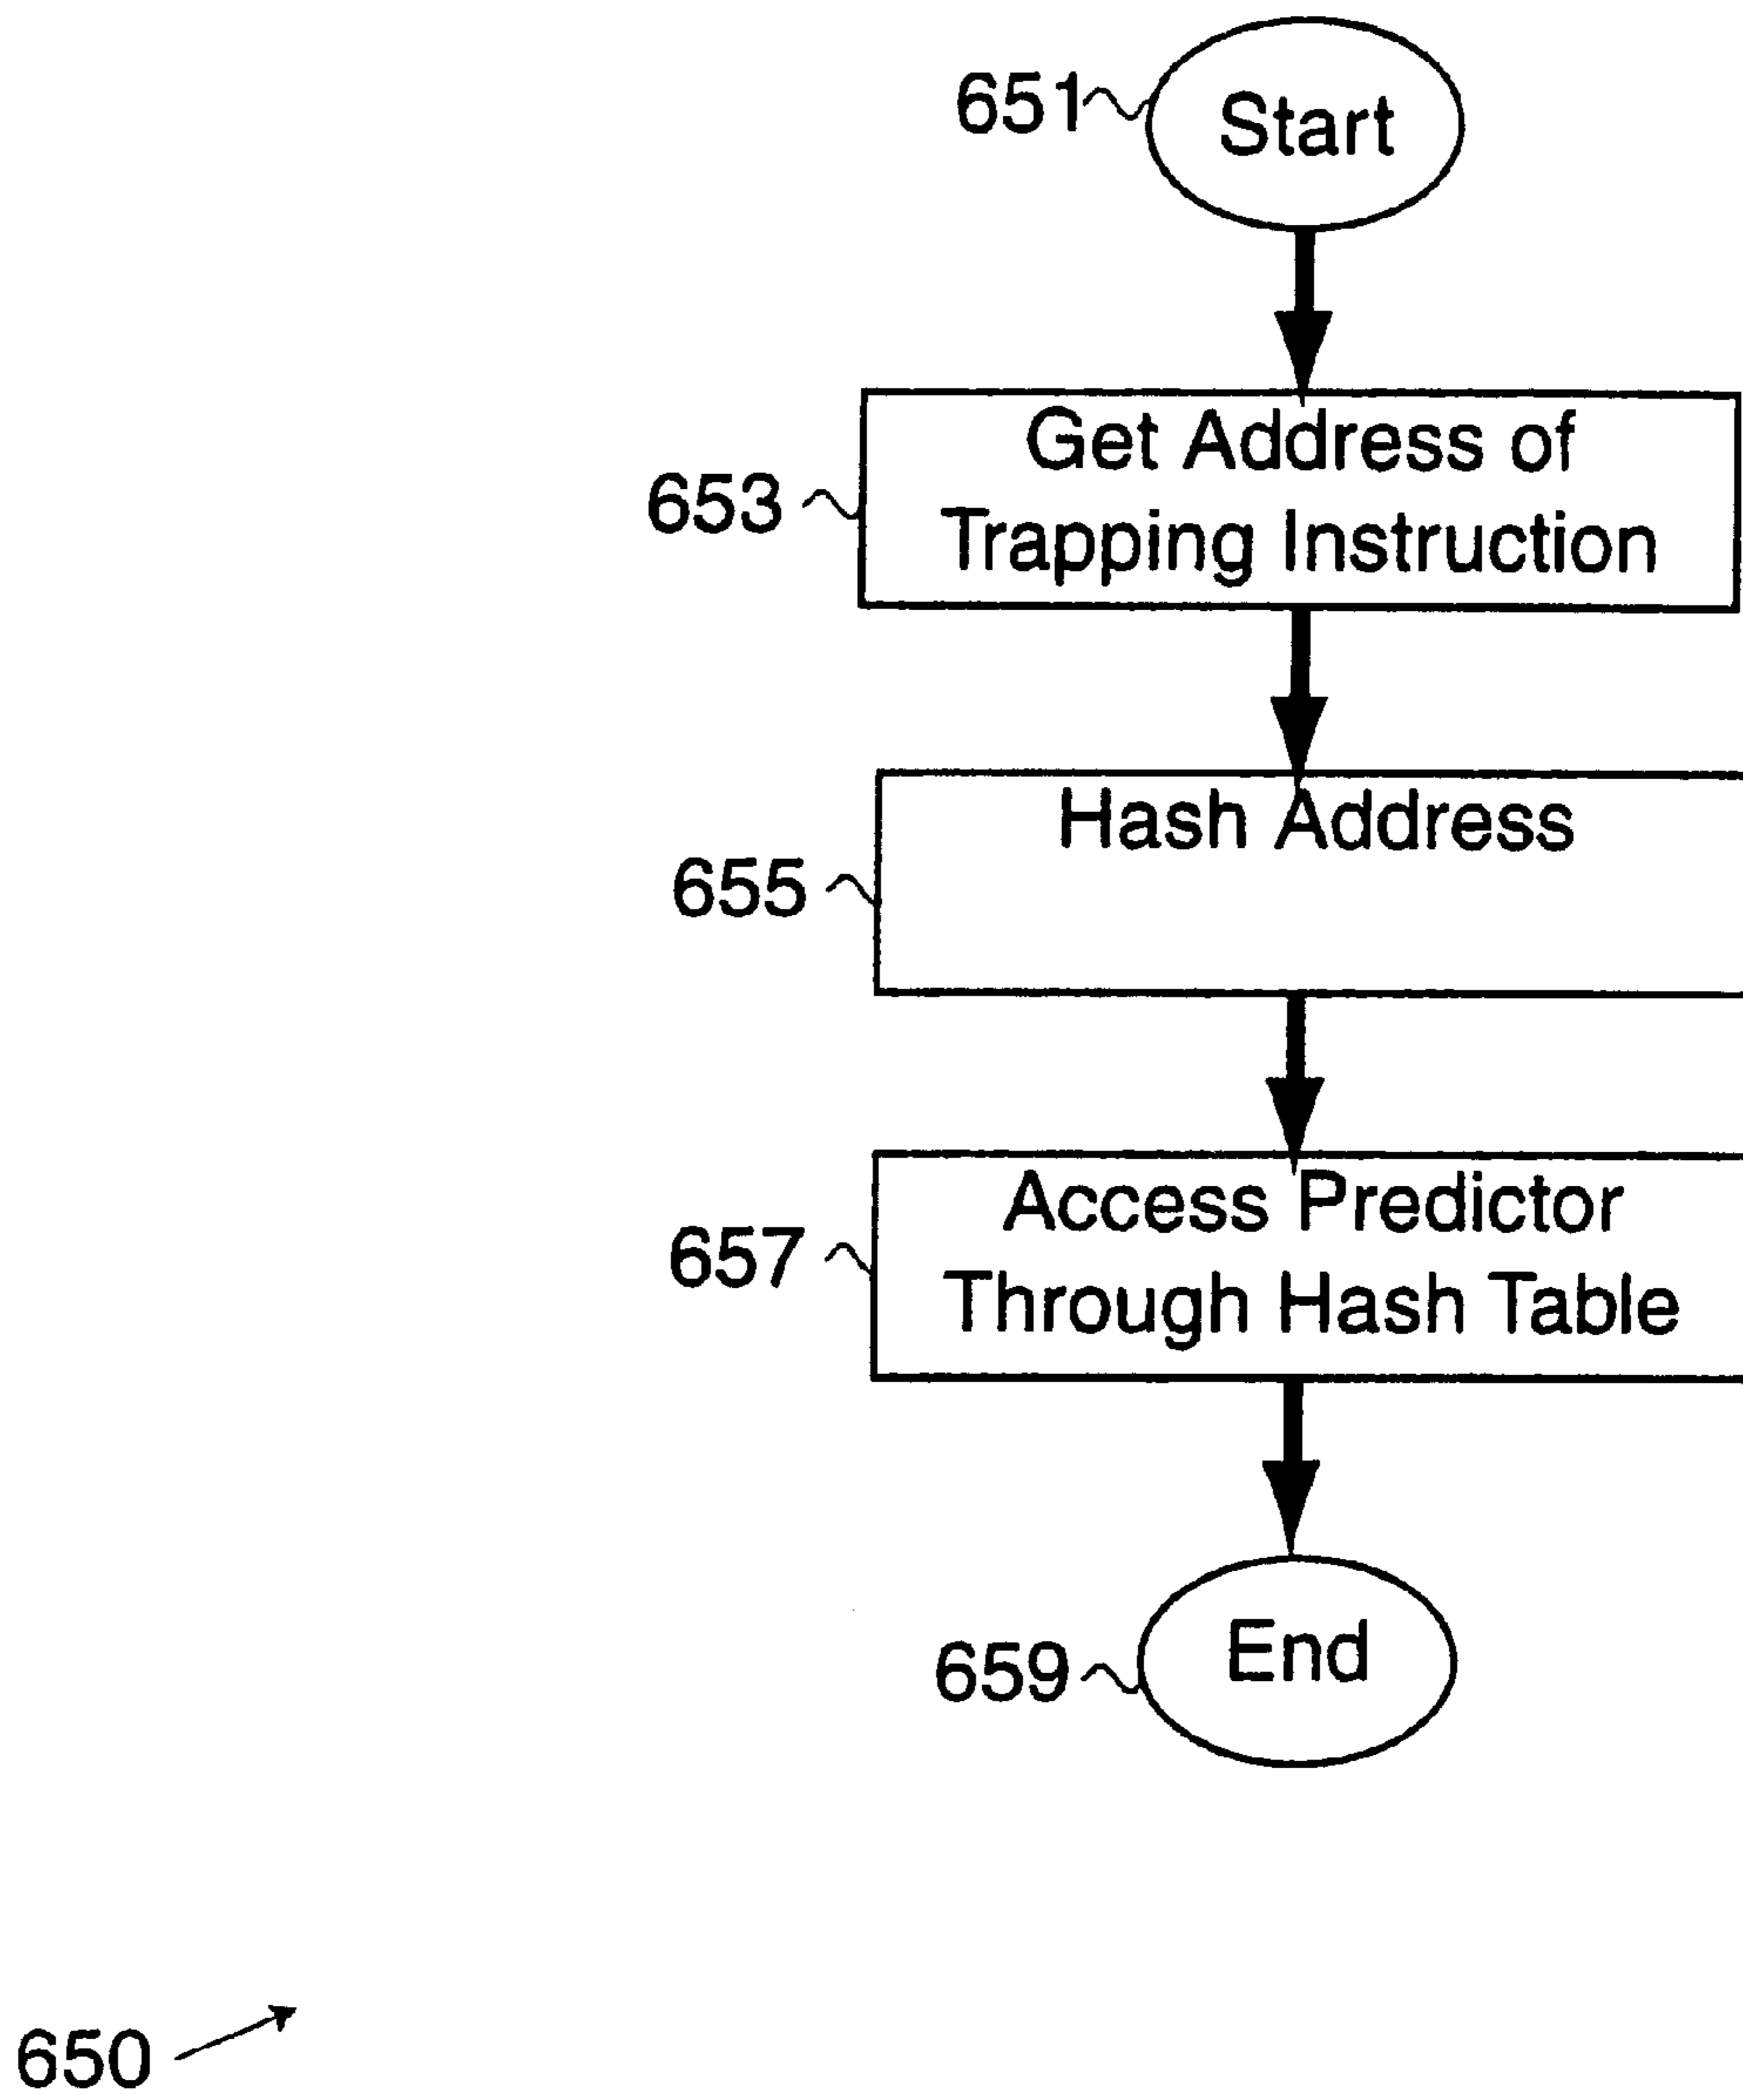 651
Start
653
Get Address of
Trapping Instruction
655
Hash Address
657
Access Predictor
Through Hash Table
659
End
650